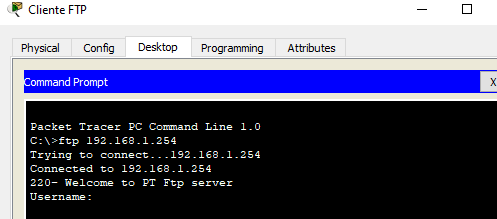 Cliente FTP
Physical Config Desktop Programming Attributes
Command Prompt X
Packet Tracer PC Command Line 1.0
C:\>ftp 192.168.1.254
Trying to connect...192.168.1.254
Connected to 192.168.1.254
220- Welcome to PT Ftp server
Username: